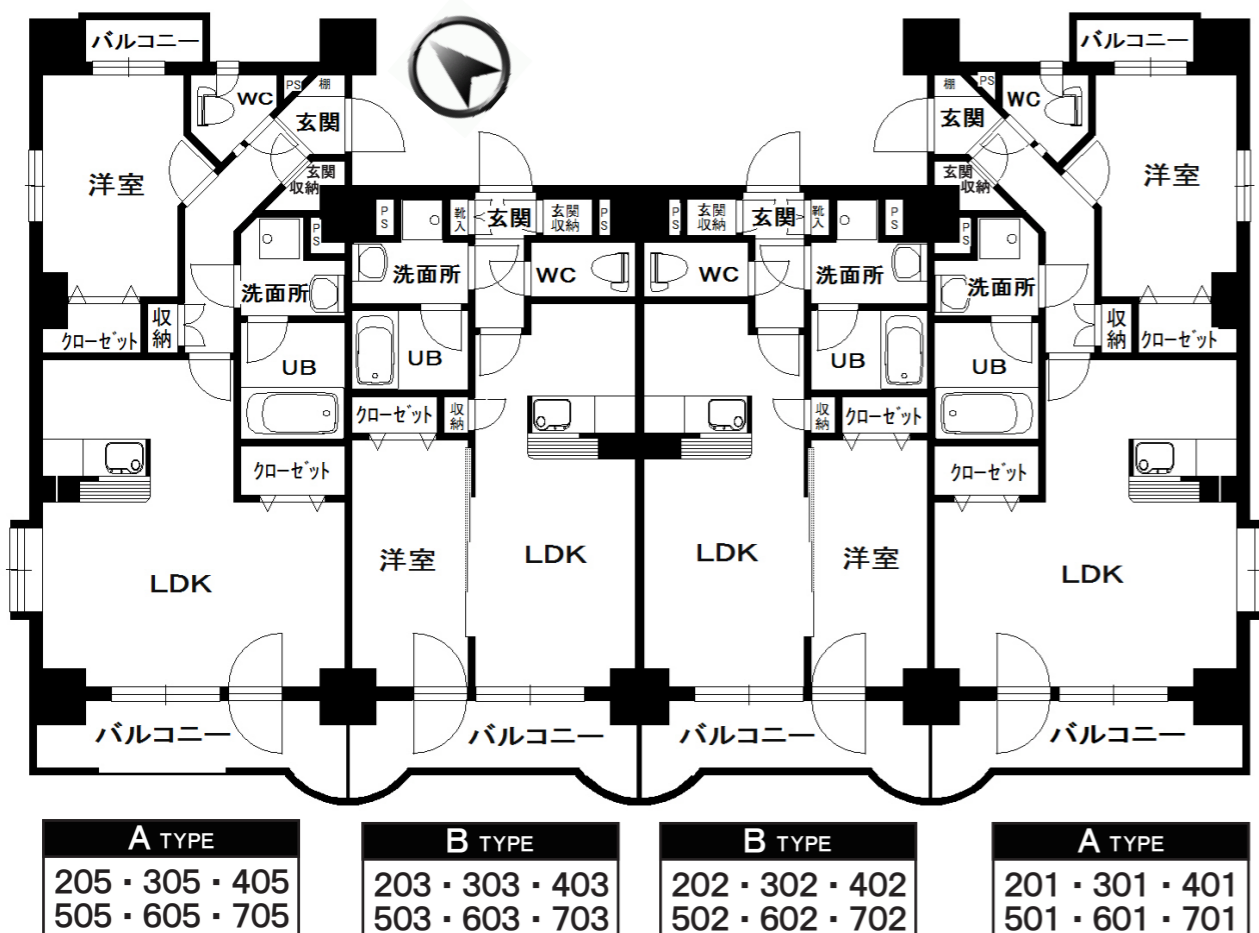 バルコニー
WC
PS
棚
玄関
洋室
玄関
収納
PS
洗面所
クローゼット
収
納
UB
クローゼット
LDK
バルコニー
PS
靴
入
玄関
玄関
収納
PS
WC
洗面所
UB
クローゼット
収
納
洋室
LDK
バルコニー
PS
玄関
収納
玄関
靴
入
PS
WC
洗面所
UB
収
納
クローゼット
LDK
洋室
バルコニー
バルコニー
棚
PS
WC
玄関
玄関
収納
洋室
PS
洗面所
収
納
クローゼット
UB
クローゼット
LDK
バルコニー
A TYPE
205・305・405
505・605・705
B TYPE
203・303・403
503・603・703
B TYPE
202・302・402
502・602・702
A TYPE
201・301・401
501・601・701